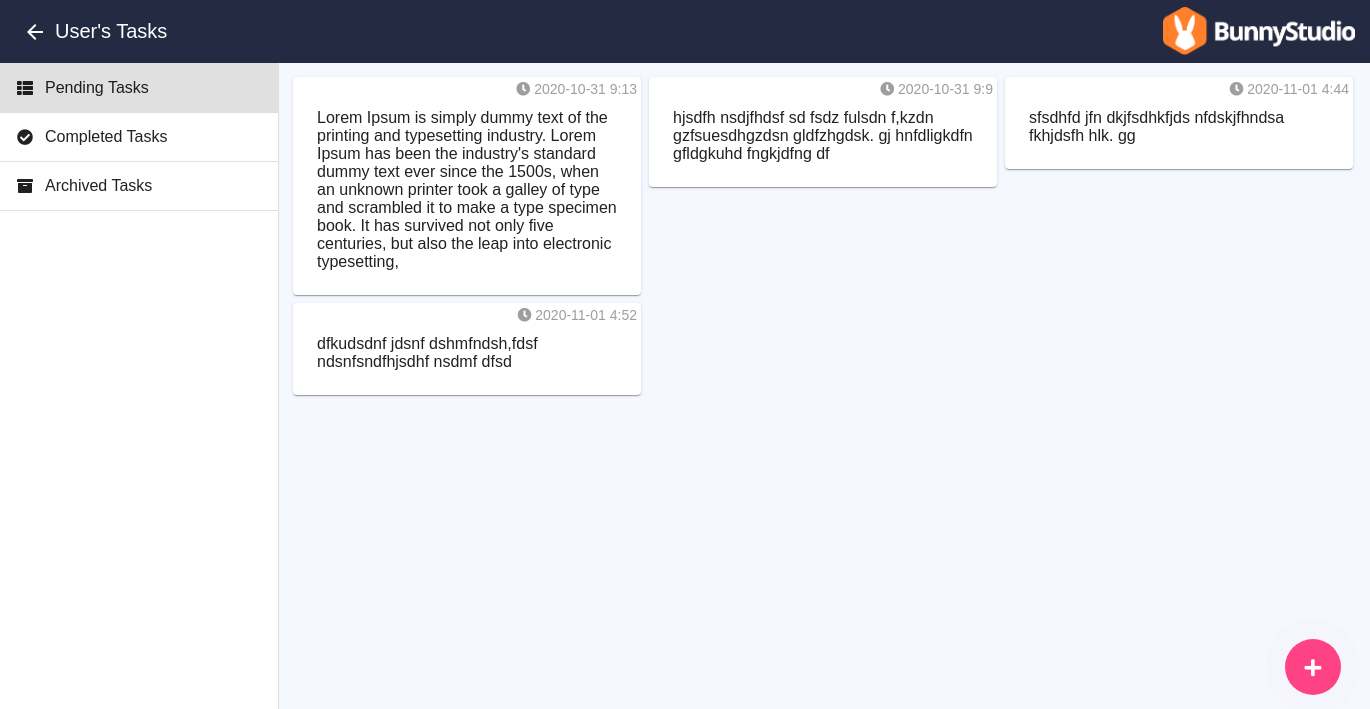 User's Tasks
BunnyStudio
Pending Tasks
Completed Tasks
Archived Tasks
2020-10-31 9:13
Lorem Ipsum is simply dummy text of the
printing and typesetting industry. Lorem
Ipsum has been the industry's standard
dummy text ever since the 1500s, when
an unknown printer took a galley of type
and scrambled it to make a type specimen
book. It has survived not only five
centuries, but also the leap into electronic
typesetting,
2020-10-31 9:9
hjsdfh nsdjfhdsf sd fsdz fulsdn f,kzdn
gzfsuesdhgzdsn gldfzhgdsk. gj hnfdligkdfn
gfldgkuhd fngkjdfng df
2020-11-01 4:44
sfsdhfd jfn dkjfsdhkfjds nfdskjfhndsa
fkhjdsfh hlk. gg
2020-11-01 4:52
dfkudsdnf jdsnf dshmfndsh,fdsf
ndsnfsndfhjsdhf nsdmf dfsd